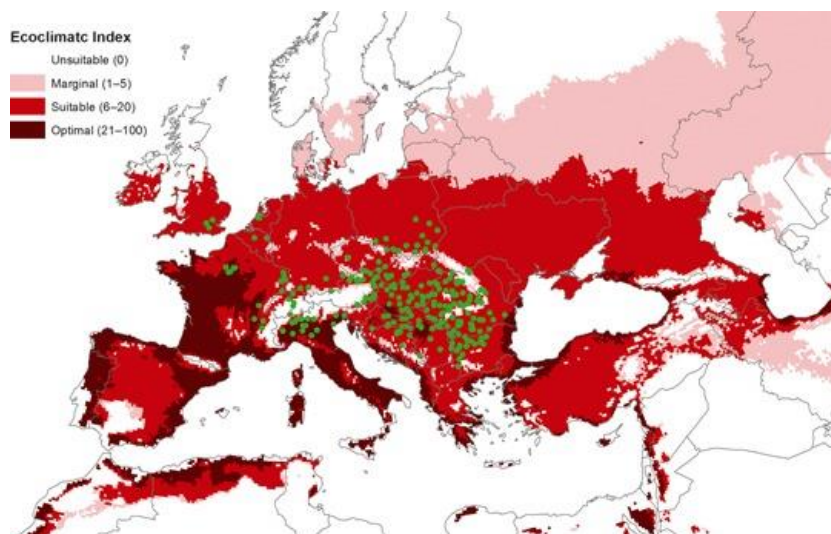 Ecoclimatc Index
Unsuitable (0)
Marginal (1–5)
Suitable (6–20)
Optimal (21–100)